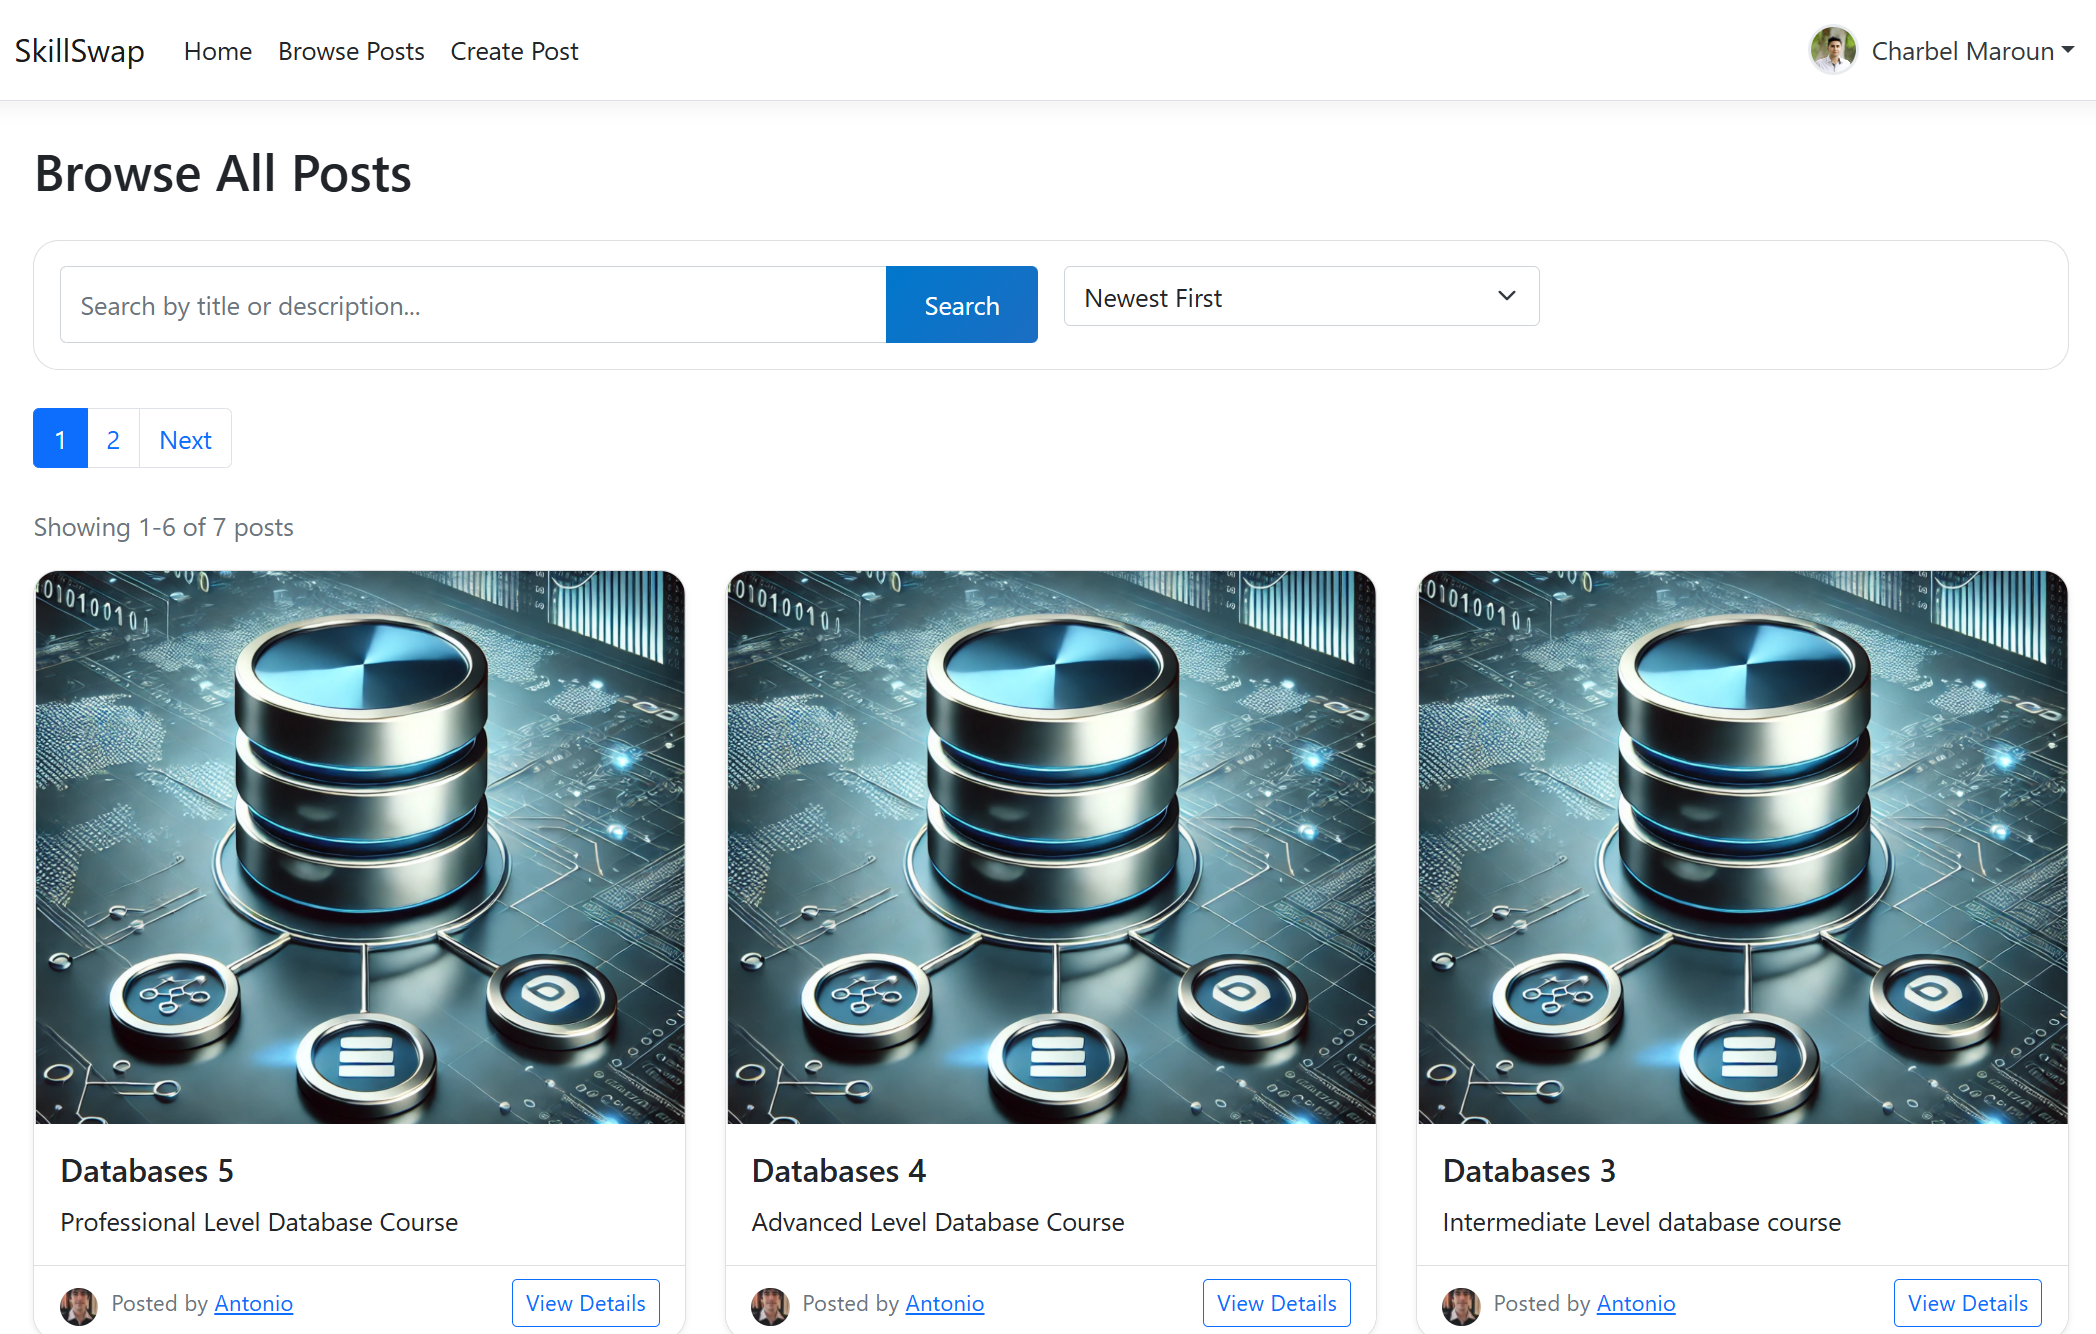 SkillSwap Home Browse Posts Create Post Charbel Maroun
Browse All Posts
Search by title or description... Search Newest First
1 2 Next
Showing 1-6 of 7 posts
Databases 5
Professional Level Database Course
Posted by Antonio View Details
Databases 4
Advanced Level Database Course
Posted by Antonio View Details
Databases 3
Intermediate Level database course
Posted by Antonio View Details